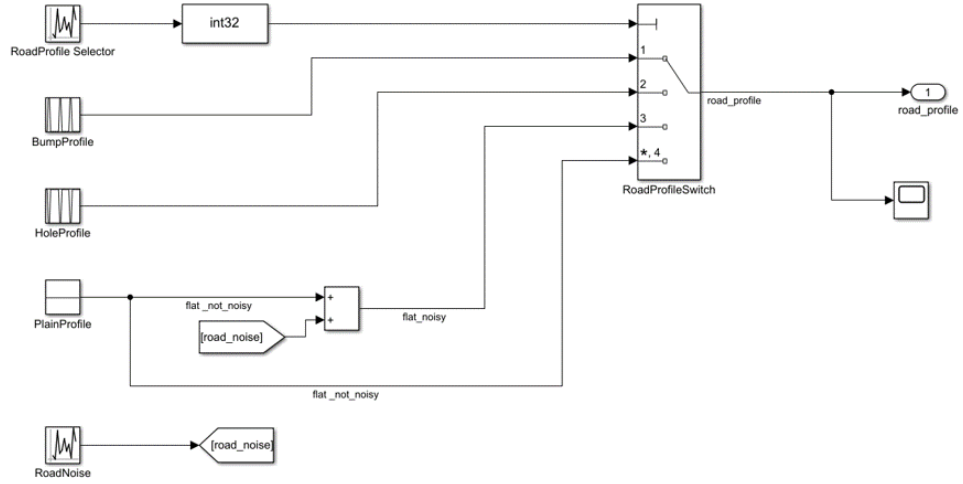 int32
RoadProfile Selector
1
BumpProfile
2
road_profile
1
road_profile
3
*, 4
RoadProfileSwitch
HoleProfile
flat _not_noisy
+
PlainProfile
+
[road_noise]
flat_noisy
flat _not_noisy
[road_noise]
RoadNoise